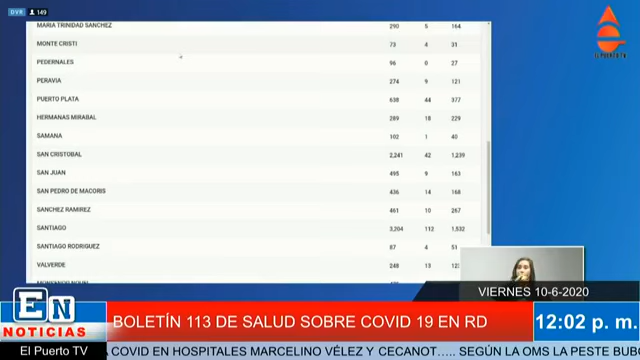 DVR 149
MARIA TRINIDAD SANCHEZ 290 5 164
MONTE CRISTI 73 4 31
PEDERNALES 96 0 27
PERAVIA 274 9 121
PUERTO PLATA 638 44 377
HERMANAS MIRABAL 289 18 229
SAMANA 102 1 40
SAN CRISTOBAL 2,241 42 1,239
SAN JUAN 495 9 163
SAN PEDRO DE MACORIS 436 14 168
SANCHEZ RAMIREZ 461 10 267
SANTIAGO 3,204 112 1,532
SANTIAGO RODRIGUEZ 87 4 51
VALVERDE 248 13
EL PUERTO TV
VIERNES 10-6-2020
EN
NOTICIAS
BOLETÍN 113 DE SALUD SOBRE COVID 19 EN RD
12:02 p. m.
El Puerto TV
A COVID EN HOSPITALES MARCELINO VÉLEZ Y CECANOT..... SEGÚN LA OMS LA PESTE BUB